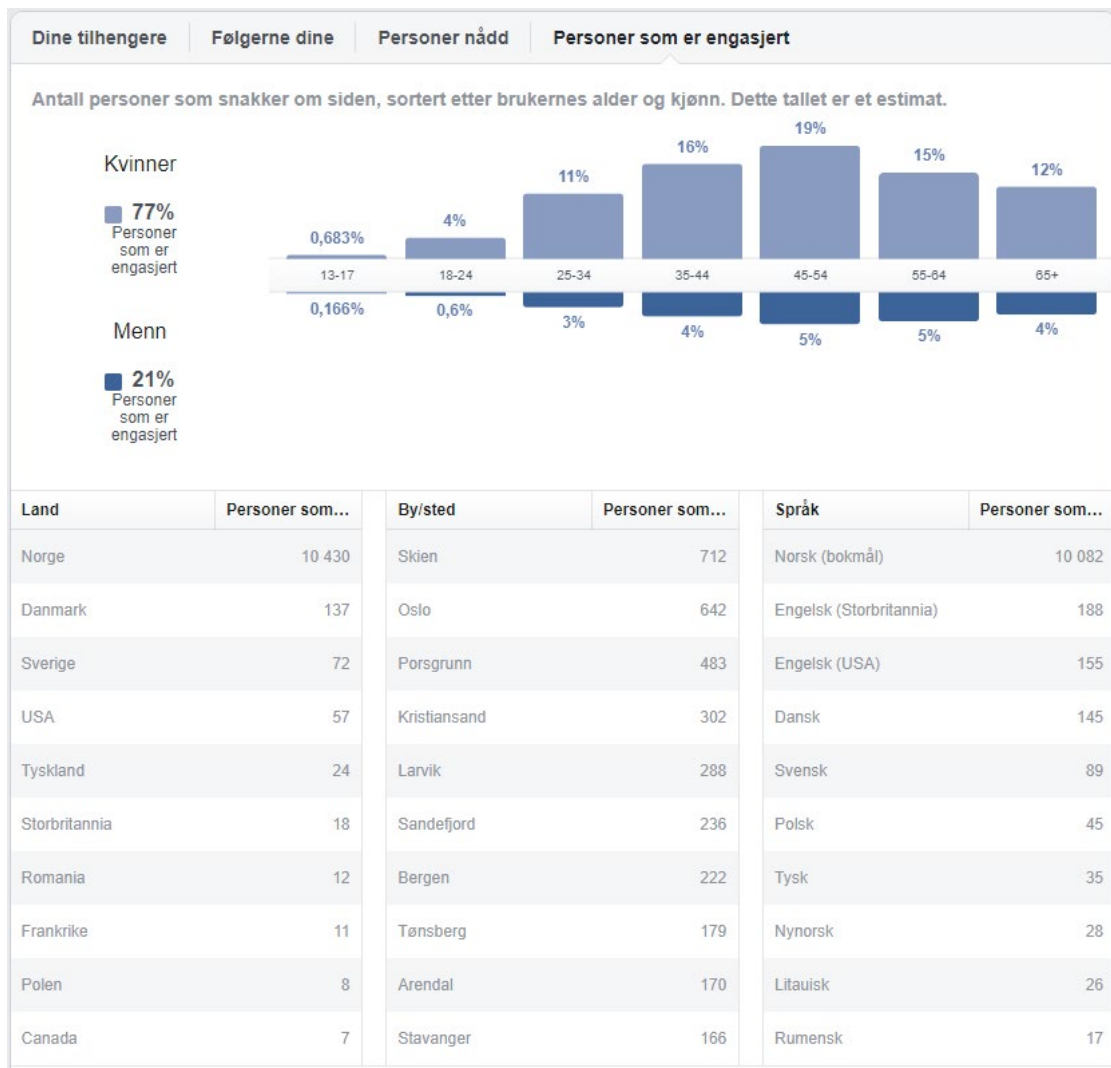 Dine tilhengere Følgerne dine Personer nådd Personer som er engasjert
Antall personer som snakker om siden, sortert etter brukernes alder og kjønn. Dette tallet er et estimat.
Kvinner
77%
Personer
som er
engasjert
0,683% 4% 11% 16% 19% 15% 12%
13-17 18-24 25-34 35-44 45-54 55-64 65+
0,166% 0,6% 3% 4% 5% 5% 4%
Menn
21%
Personer
som er
engasjert
Land Personer som... By/sted Personer som... Språk Personer som...
Norge 10 430 Skien 712 Norsk (bokmål) 10 082
Danmark 137 Oslo 642 Engelsk (Storbritannia) 188
Sverige 72 Porsgrunn 483 Engelsk (USA) 155
USA 57 Kristiansand 302 Dansk 145
Tyskland 24 Larvik 288 Svensk 89
Storbritannia 18 Sandefjord 236 Polsk 45
Romania 12 Bergen 222 Tysk 35
Frankrike 11 Tønsberg 179 Nynorsk 28
Polen 8 Arendal 170 Litauisk 26
Canada 7 Stavanger 166 Rumensk 17